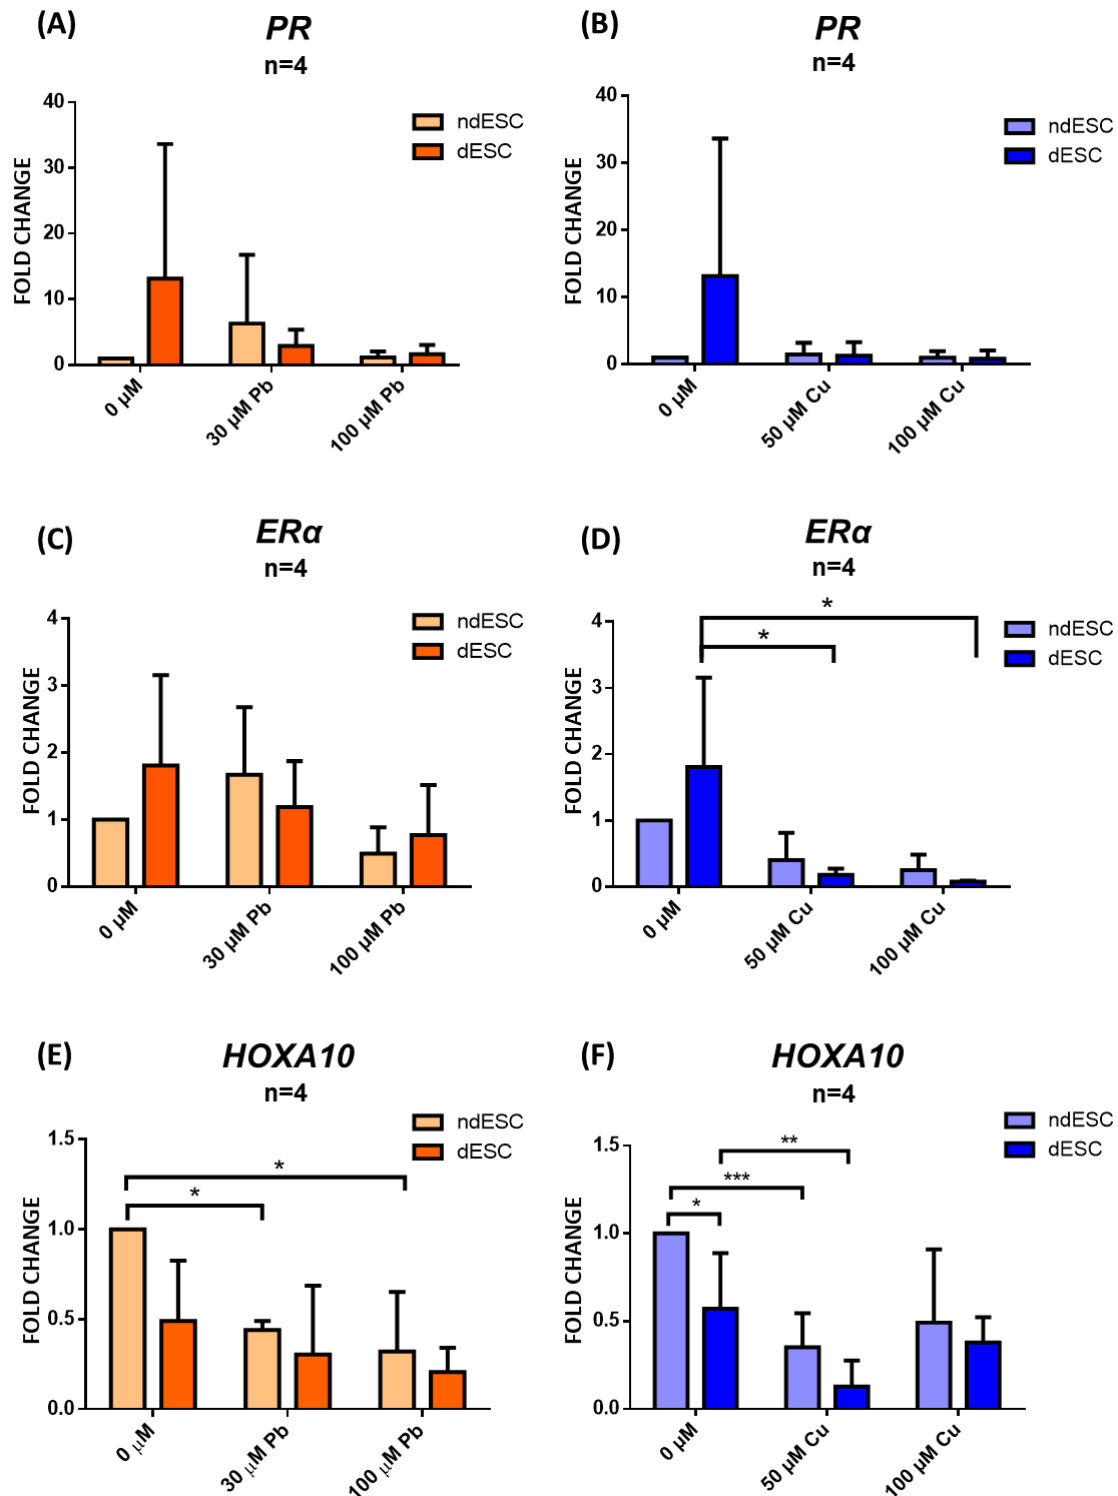 (A)
PR
n=4
40
30
20
10
0
FOLD CHANGE
ndESC
dESC
0 µM
30 µM Pb
100 µM Pb
(B)
PR
n=4
40
30
20
10
0
FOLD CHANGE
ndESC
dESC
0 µM
50 µM Cu
100 µM Cu
(C)
ERα
n=4
4
3
2
1
0
FOLD CHANGE
ndESC
dESC
0 µM
30 µM Pb
100 µM Pb
(D)
ERα
n=4
4
3
2
1
0
FOLD CHANGE
ndESC
dESC
*
*
0 µM
50 µM Cu
100 µM Cu
(E)
HOXA10
n=4
1.5
1.0
0.5
0.0
FOLD CHANGE
ndESC
dESC
*
*
0 µM
30 µM Pb
100 µM Pb
(F)
HOXA10
n=4
1.5
1.0
0.5
0.0
FOLD CHANGE
ndESC
dESC
**
***
*
0 µM
50 µM Cu
100 µM Cu